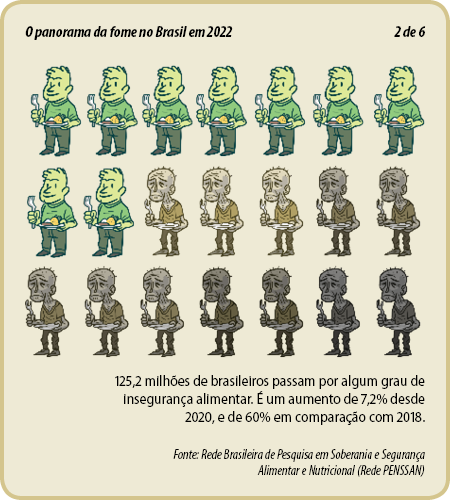 O panorama da fome no Brasil em 2022
2 de 6
125,2 milhões de brasileiros passam por algum grau de
insegurança alimentar. É um aumento de 7,2% desde
2020, e de 60% em comparação com 2018.
Fonte: Rede Brasileira de Pesquisa em Soberania e Segurança
Alimentar e Nutricional (Rede PENSSAN)